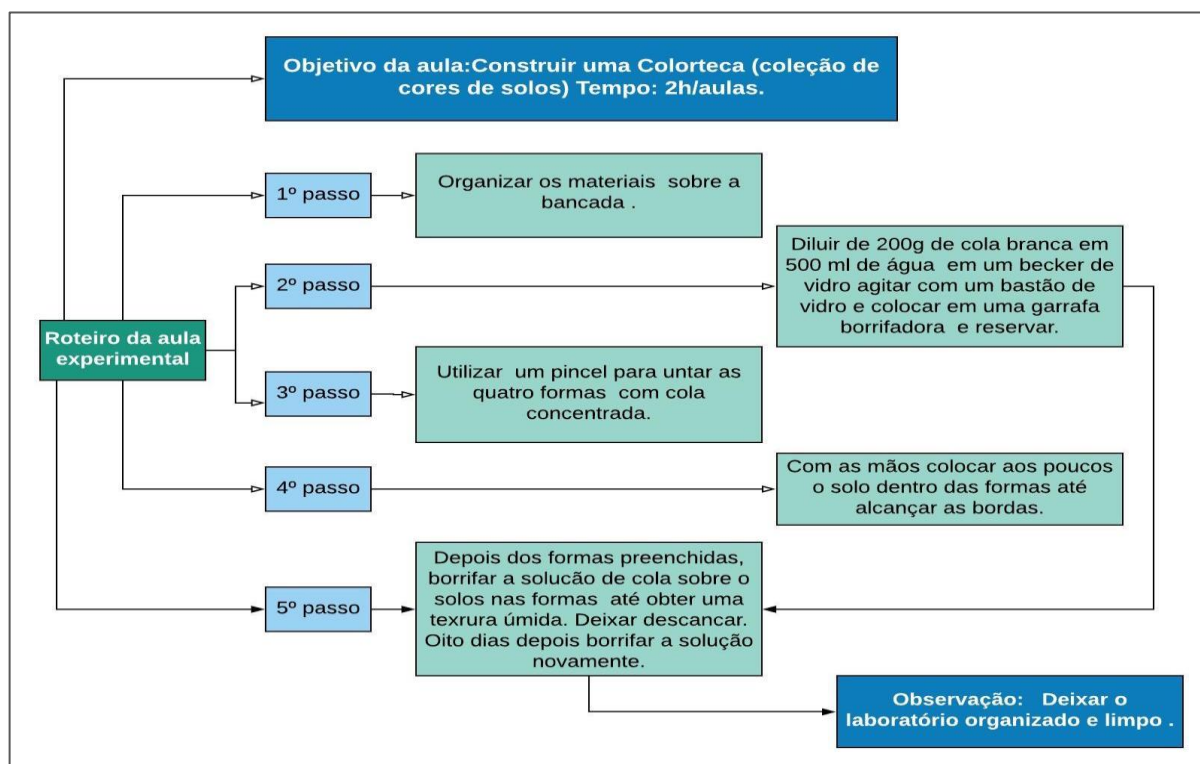 Objetivo da aula:Construir uma Colorteca (coleção de
cores de solos) Tempo: 2h/aulas.
1º passo
Organizar os materiais sobre a
bancada .
2º passo
Diluir de 200g de cola branca em
500 ml de água em um becker de
vidro agitar com um bastão de
vidro e colocar em uma garrafa
borrifadora e reservar.
Roteiro da aula
experimental
3º passo
Utilizar um pincel para untar as
quatro formas com cola
concentrada.
4º passo
Com as mãos colocar aos poucos
o solo dentro das formas até
alcançar as bordas.
5º passo
Depois dos formas preenchidas,
borrifar a solucão de cola sobre o
solos nas formas até obter uma
texrura úmida. Deixar descancar.
Oito dias depois borrifar a solução
novamente.
Observação: Deixar o
laboratório organizado e limpo .